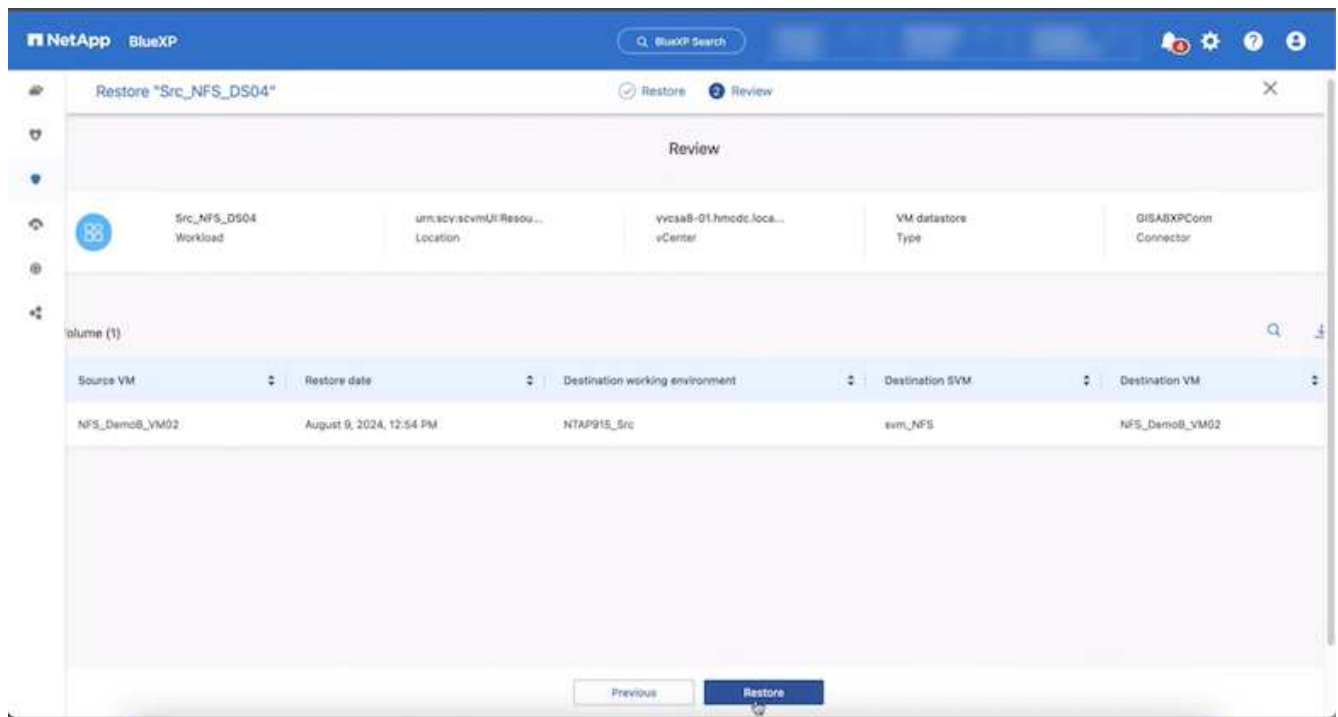 NetApp BlueXP BlueXP Search 4
Restore "Src_NFS_DS04" Restore 2 Review
Review
Src_NFS_DS04 urn:scv:scvmUI:Resou... vvcsa8-01.hmcdc.loca... VM datastore GISABXPConn
Workload Location vCenter Type Connector
olume (1)
Source VM Restore date Destination working environment Destination SVM Destination VM
NFS_DemoB_VM02 August 9, 2024, 12:54 PM NTAP915_Src svm_NFS NFS_DemoB_VM02
Previous Restore